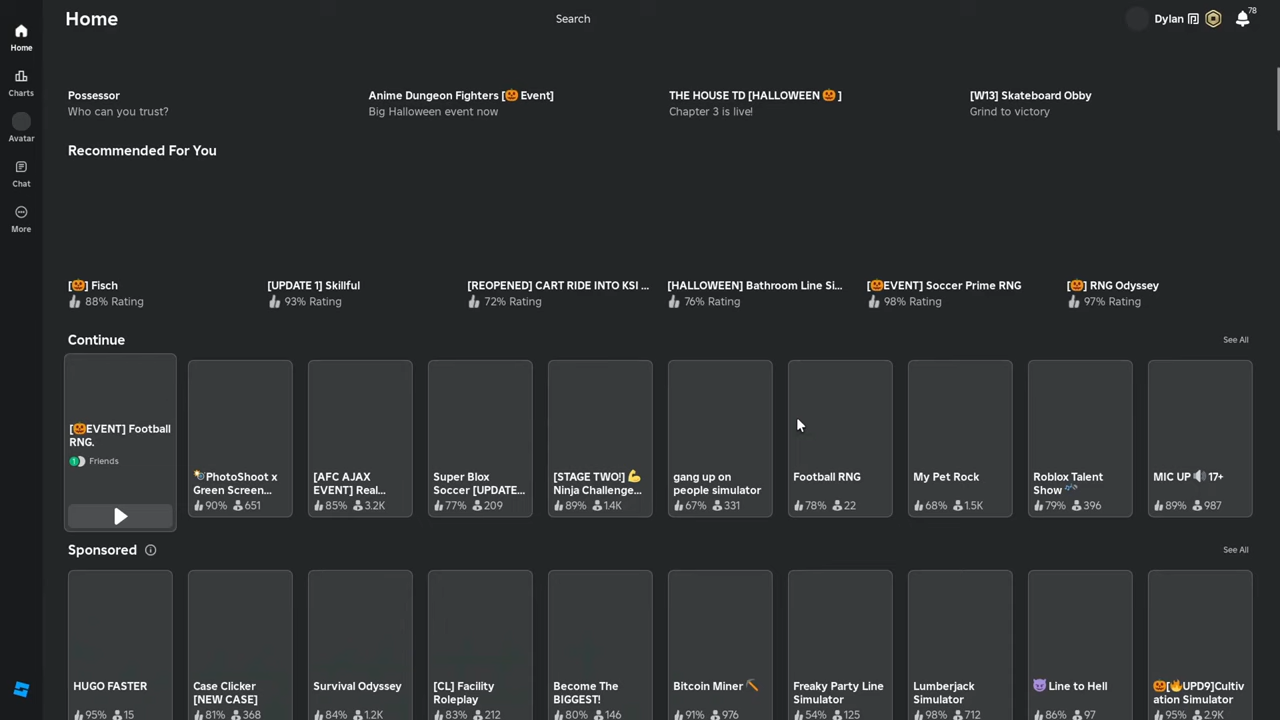 Home
Search
Dylan
78
Home
Charts
Avatar
Chat
More
Possessor
Who can you trust?
Anime Dungeon Fighters [🎃 Event]
Big Halloween event now
THE HOUSE TD [HALLOWEEN 🎃 ]
Chapter 3 is live!
[W13] Skateboard Obby
Grind to victory
Recommended For You
[🎃] Fisch
88% Rating
[UPDATE 1] Skillful
93% Rating
[REOPENED] CART RIDE INTO KSI ...
72% Rating
[HALLOWEEN] Bathroom Line Si...
76% Rating
[🎃EVENT] Soccer Prime RNG
98% Rating
[🎃] RNG Odyssey
97% Rating
Continue
See All
[🎃EVENT] Football
RNG.
1
Friends
📸PhotoShoot x
Green Screen...
90% 651
[AFC AJAX
EVENT] Real...
85% 3.2K
Super Blox
Soccer [UPDATE...
77% 209
[STAGE TWO!] 💪
Ninja Challenge...
89% 1.4K
gang up on
people simulator
67% 331
Football RNG
78% 22
My Pet Rock
68% 1.5K
Roblox Talent
Show 🎶
79% 396
MIC UP 🔊 17+
89% 987
Sponsored
See All
HUGO FASTER
95% 15
Case Clicker
[NEW CASE]
81% 368
Survival Odyssey
84% 1.2K
[CL] Facility
Roleplay
83% 212
Become The
BIGGEST!
80% 146
Bitcoin Miner ⛏️
91% 976
Freaky Party Line
Simulator
54% 125
Lumberjack
Simulator
98% 712
😈 Line to Hell
86% 97
🎃[🔥UPD9]Cultiv
ation Simulator
95% 2.9K